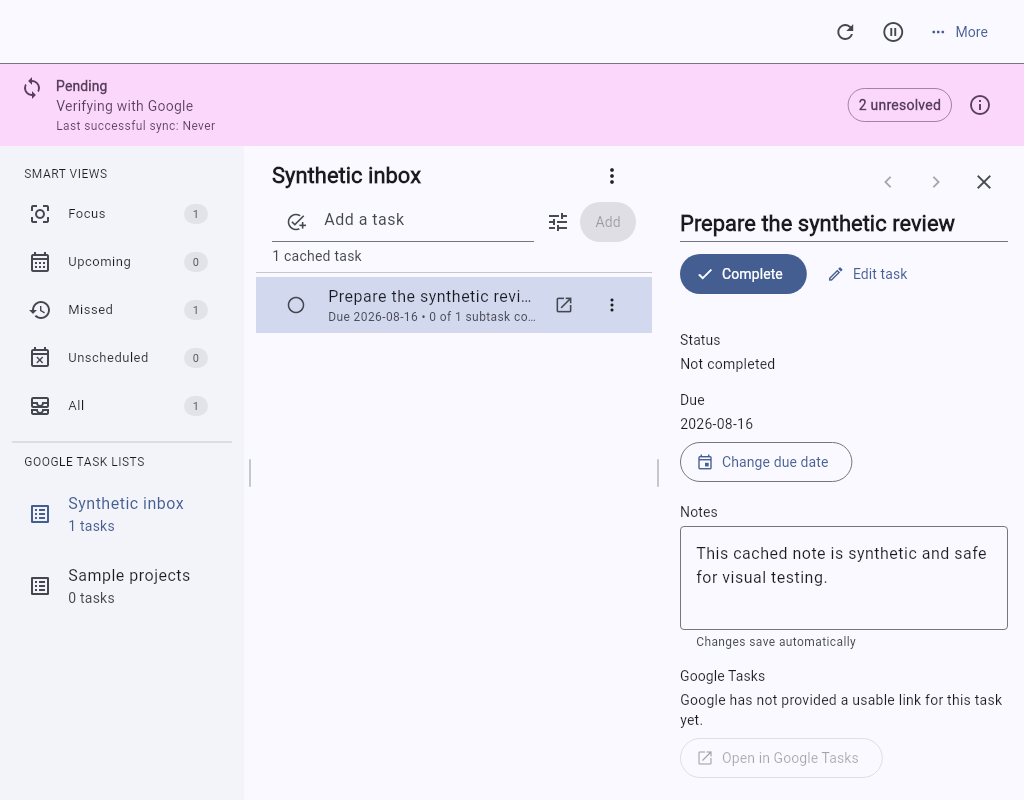 More
Pending
Verifying with Google
Last successful sync: Never
2 unresolved
SMART VIEWS
Focus
1
Upcoming
0
Missed
1
Unscheduled
0
All
1
GOOGLE TASK LISTS
Synthetic inbox
1 tasks
Sample projects
0 tasks
Synthetic inbox
Add a task
Add
1 cached task
Prepare the synthetic revi…
Due 2026-08-16 • 0 of 1 subtask co…
Prepare the synthetic review
Complete
Edit task
Status
Not completed
Due
2026-08-16
Change due date
Notes
This cached note is synthetic and safe
for visual testing.
Changes save automatically
Google Tasks
Google has not provided a usable link for this task
yet.
Open in Google Tasks